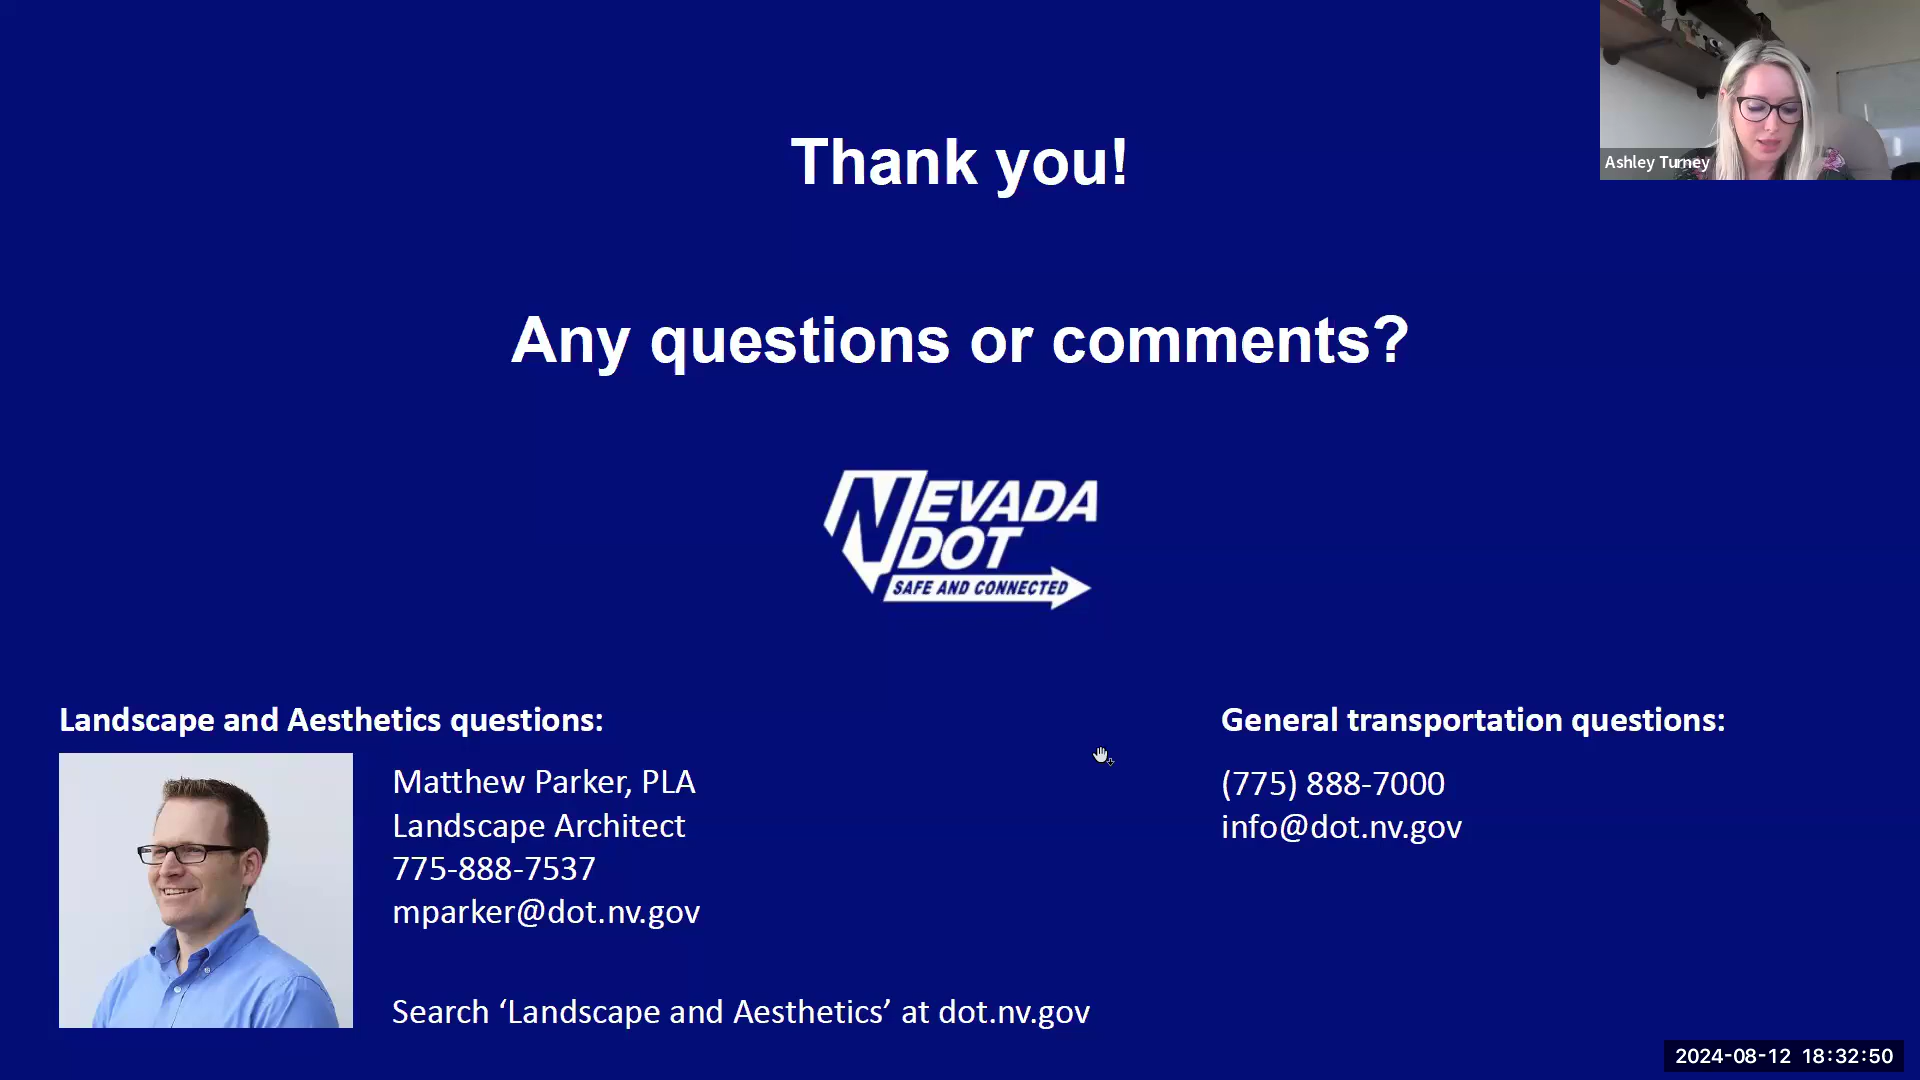 Thank you!
Ashley Turney
Any questions or comments?
NEVADA
DOT
SAFE AND CONNECTED
Landscape and Aesthetics questions:
Matthew Parker, PLA
Landscape Architect
775-888-7537
mparker@dot.nv.gov
Search ‘Landscape and Aesthetics’ at dot.nv.gov
General transportation questions:
(775) 888-7000
info@dot.nv.gov
2024-08-12 18:32:50